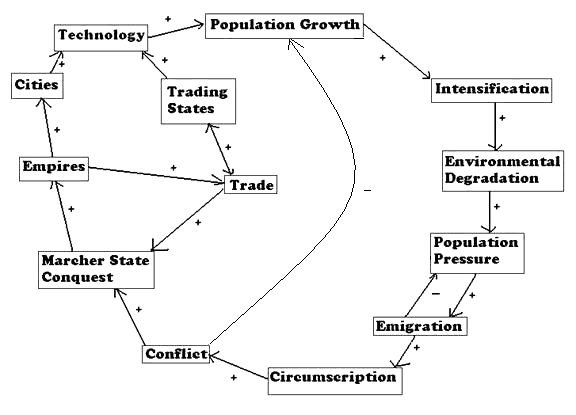 Population Growth
Technology
+
+
+
Cities
+
Trading
States
Intensification
+
+
+
Environmental
Degradation
Empires
+
Trade
−
+
+
+
Marcher State
Conquest
Population
Pressure
−
+
+
Emigration
+
Conflict
+
Circumscription